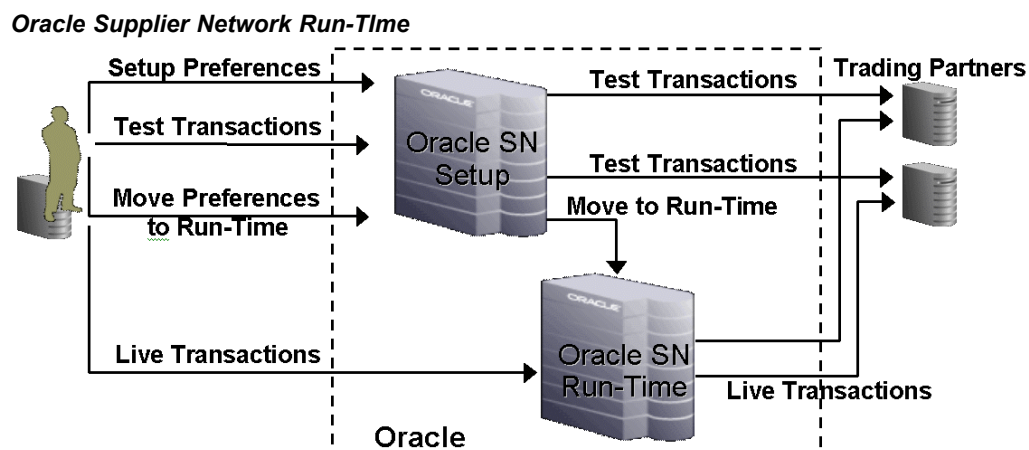 Oracle Supplier Network Run-TIme
Setup Preferences
Test Transactions
Trading Partners
ORACLE
Test Transactions
Oracle SN
Setup
Test Transactions
Move Preferences
to Run-Time
Move to Run-Time
ORACLE
Live Transactions
Oracle SN
Run-Time
Live Transactions
Oracle